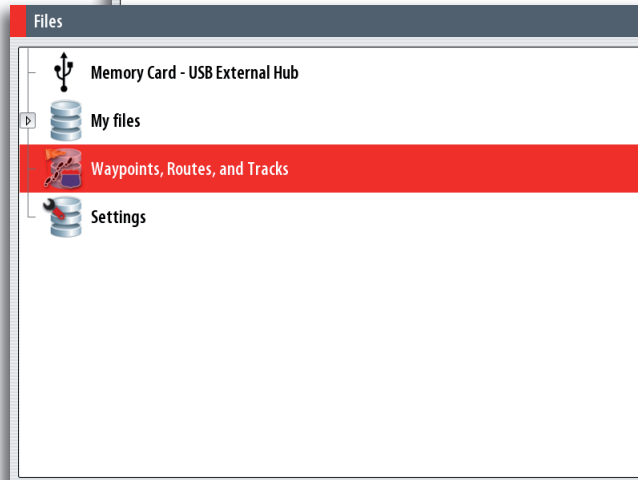 Files
Memory Card - USB External Hub
My files
Waypoints, Routes, and Tracks
Settings